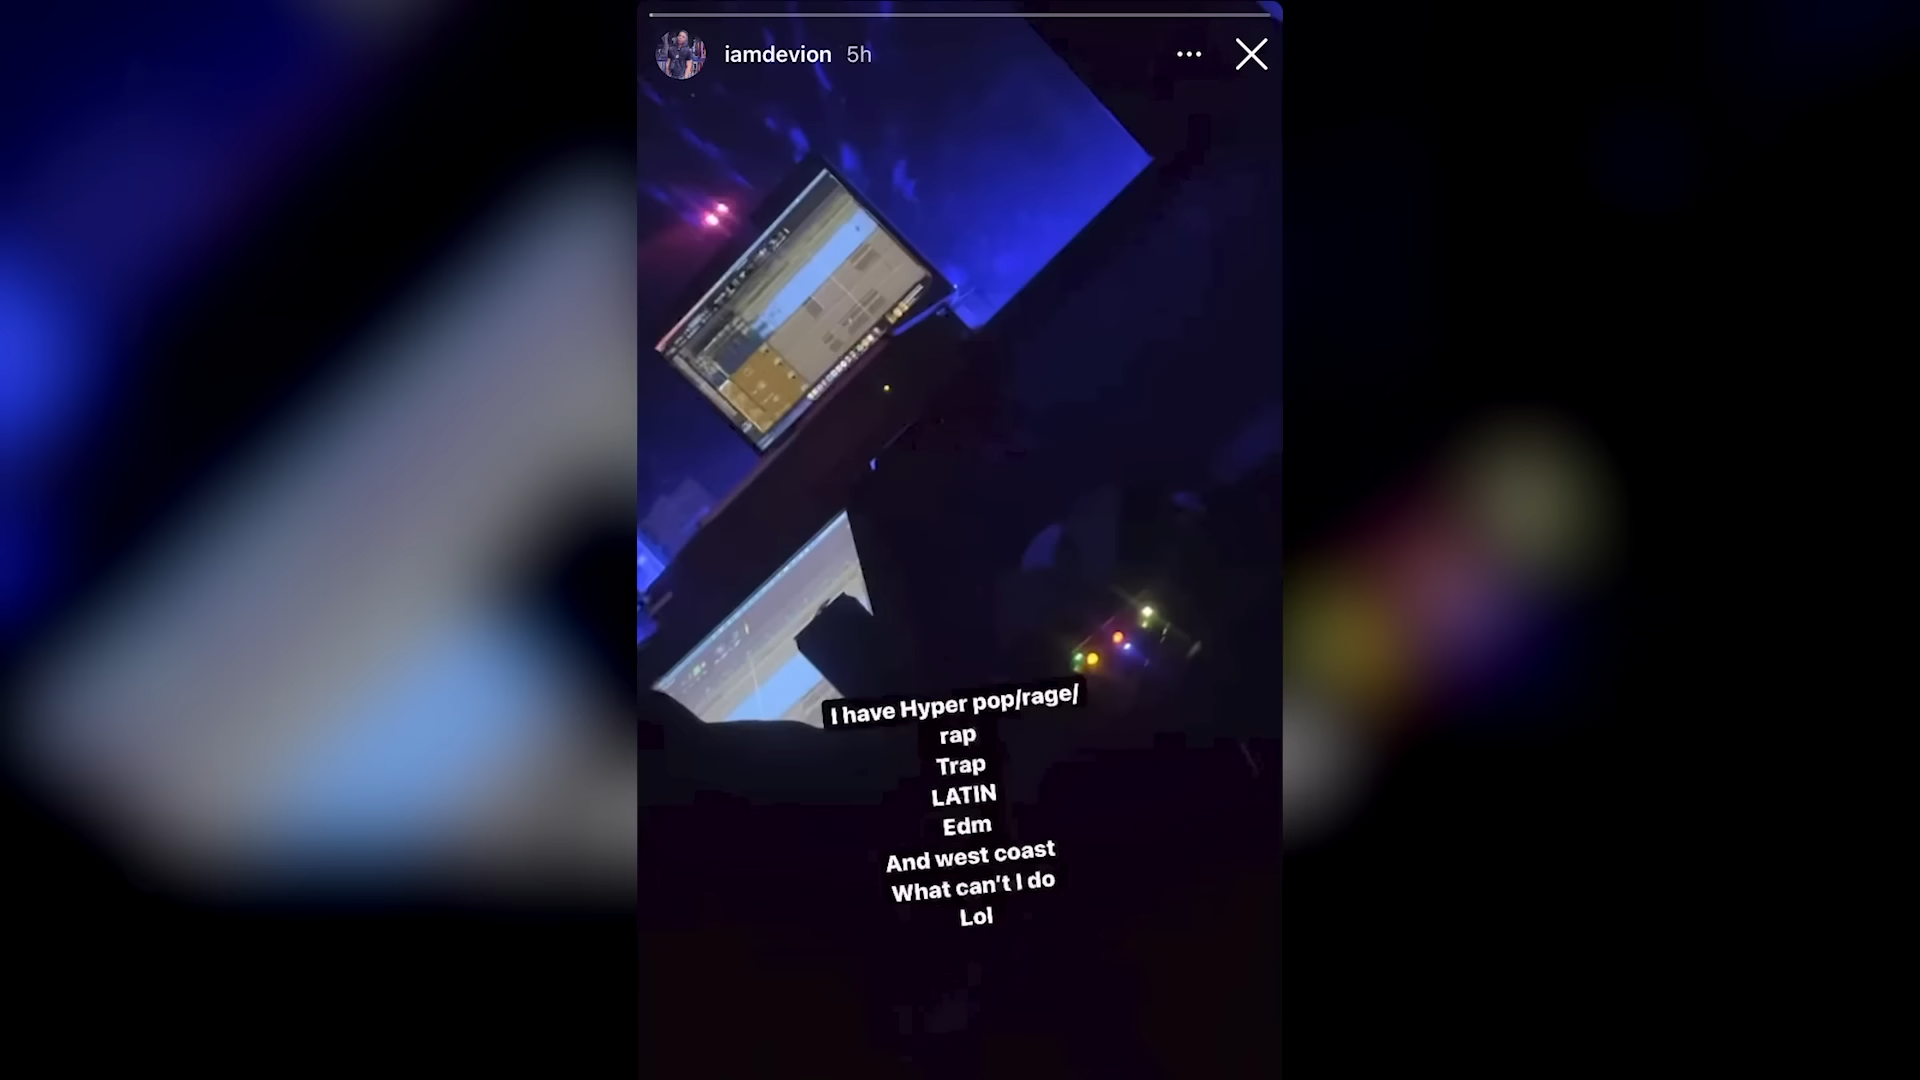 iamdevion 5h
I have Hyper pop/rage/
rap
Trap
LATIN
Edm
And west coast
What can't I do
Lol